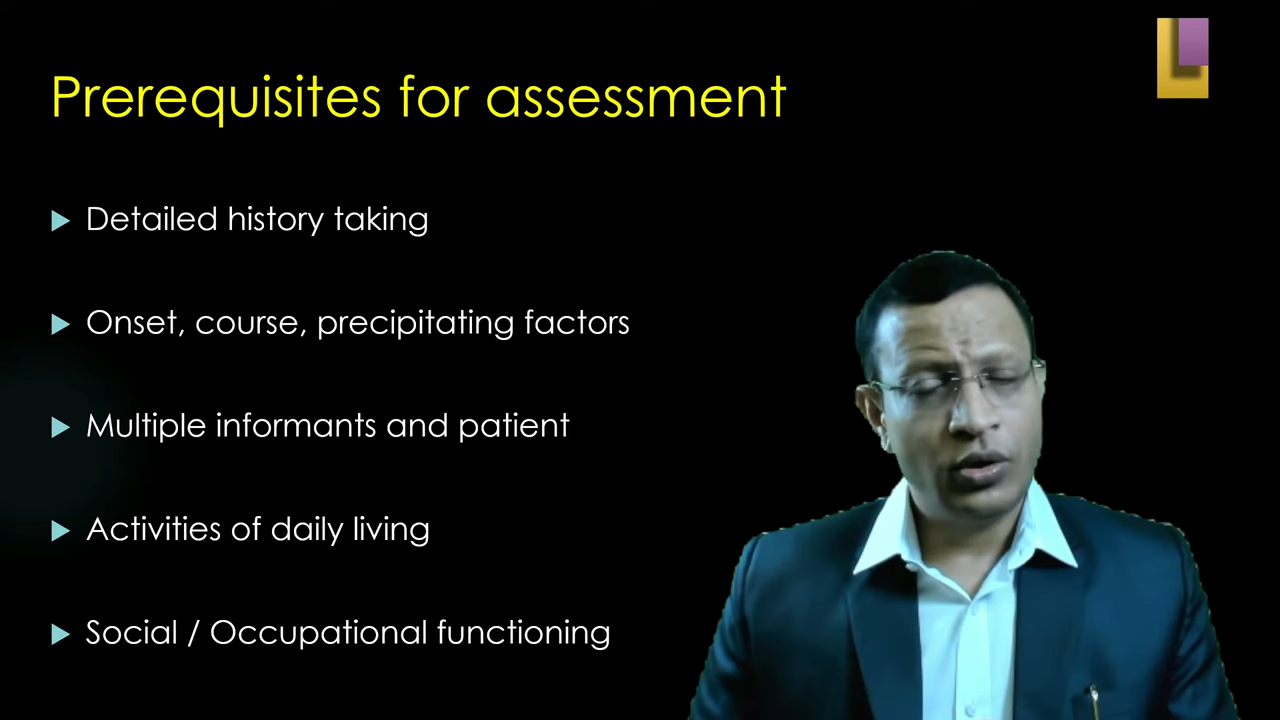 Prerequisites for assessment
Detailed history taking
Onset, course, precipitating factors
Multiple informants and patient
Activities of daily living
Social / Occupational functioning